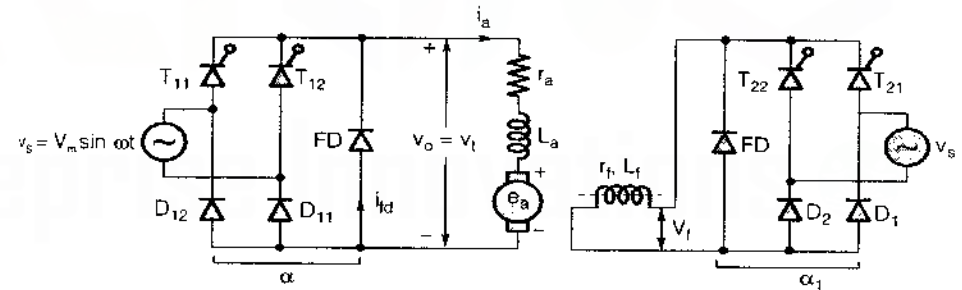 T11
T12
vs = Vm sin ωt
D12
D11
α
FD
ifd
+
vo = vt
−
ia
ra
La
+
ea
−
rf, Lf
Vf
FD
T22
T21
vs
D2
D1
α1